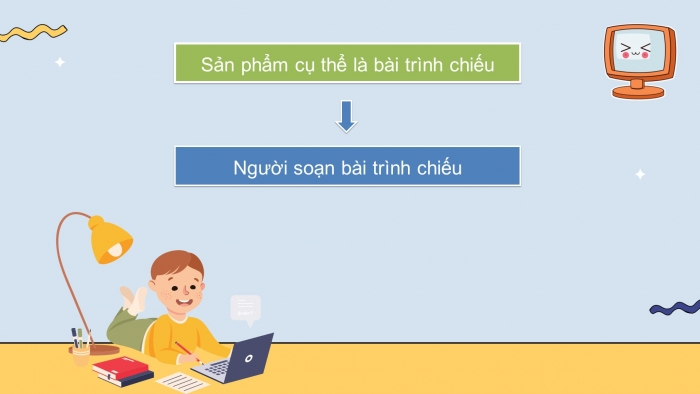 Sản phẩm cụ thể là bài trình chiếu
Người soạn bài trình chiếu